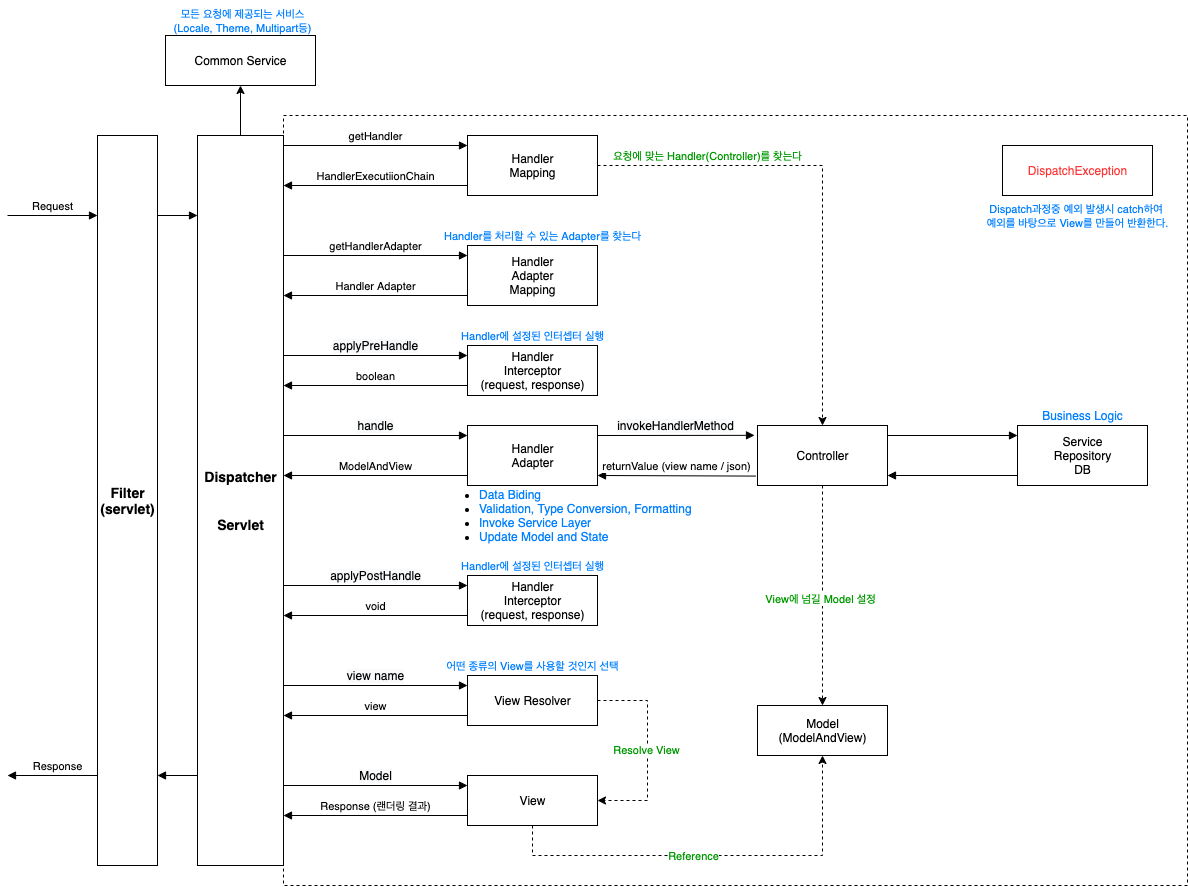 모든 요청에 제공되는 서비스
(Locale, Theme, Multipart등)
Common Service
Request
Response
Filter
(servlet)
Dispatcher
Servlet
getHandler
HandlerExecutiionChain
Handler
Mapping
요청에 맞는 Handler(Controller)를 찾는다
DispatchException
Dispatch과정중 예외 발생시 catch하여
예외를 바탕으로 View를 만들어 반환한다.
Handler를 처리할 수 있는 Adapter를 찾는다
getHandlerAdapter
Handler Adapter
Handler
Adapter
Mapping
Handler에 설정된 인터셉터 실행
applyPreHandle
boolean
Handler
Interceptor
(request, response)
handle
ModelAndView
Handler
Adapter
invokeHandlerMethod
returnValue (view name / json)
Controller
Business Logic
Service
Repository
DB
• Data Biding
• Validation, Type Conversion, Formatting
• Invoke Service Layer
• Update Model and State
Handler에 설정된 인터셉터 실행
applyPostHandle
void
Handler
Interceptor
(request, response)
View에 넘길 Model 설정
어떤 종류의 View를 사용할 것인지 선택
view name
view
View Resolver
Resolve View
Model
(ModelAndView)
Model
Response (랜더링 결과)
View
Reference